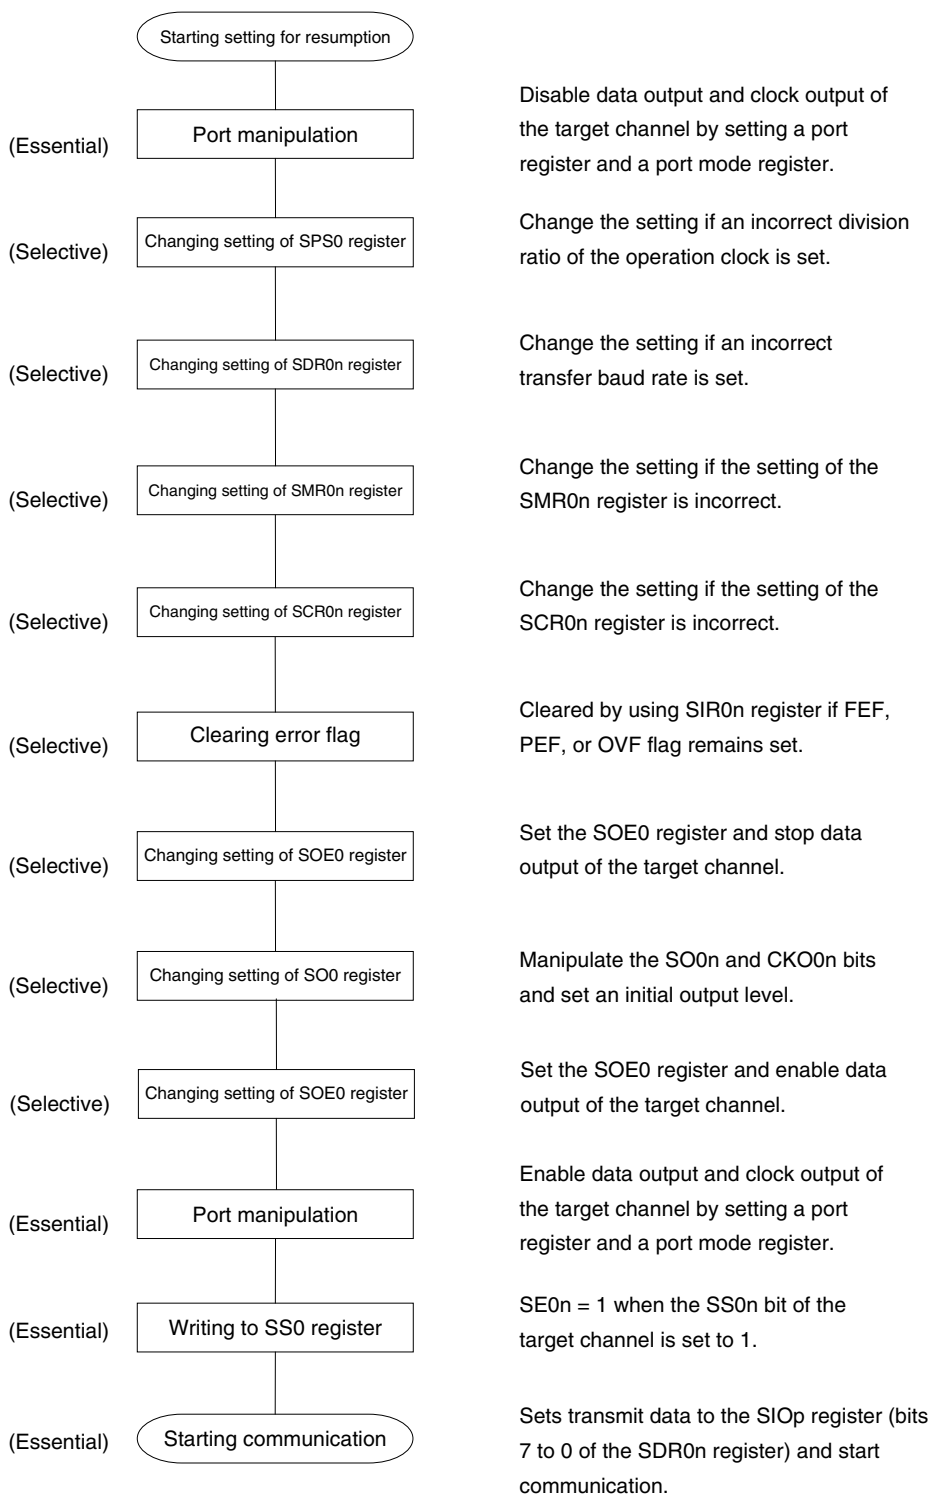 Starting setting for resumption
(Essential)
Port manipulation
Disable data output and clock output of
the target channel by setting a port
register and a port mode register.
(Selective)
Changing setting of SPS0 register
Change the setting if an incorrect division
ratio of the operation clock is set.
(Selective)
Changing setting of SDR0n register
Change the setting if an incorrect
transfer baud rate is set.
(Selective)
Changing setting of SMR0n register
Change the setting if the setting of the
SMR0n register is incorrect.
(Selective)
Changing setting of SCR0n register
Change the setting if the setting of the
SCR0n register is incorrect.
(Selective)
Clearing error flag
Cleared by using SIR0n register if FEF,
PEF, or OVF flag remains set.
(Selective)
Changing setting of SOE0 register
Set the SOE0 register and stop data
output of the target channel.
(Selective)
Changing setting of SO0 register
Manipulate the SO0n and CKO0n bits
and set an initial output level.
(Selective)
Changing setting of SOE0 register
Set the SOE0 register and enable data
output of the target channel.
(Essential)
Port manipulation
Enable data output and clock output of
the target channel by setting a port
register and a port mode register.
(Essential)
Writing to SS0 register
SE0n = 1 when the SS0n bit of the
target channel is set to 1.
(Essential)
Starting communication
Sets transmit data to the SIOp register (bits
7 to 0 of the SDR0n register) and start
communication.